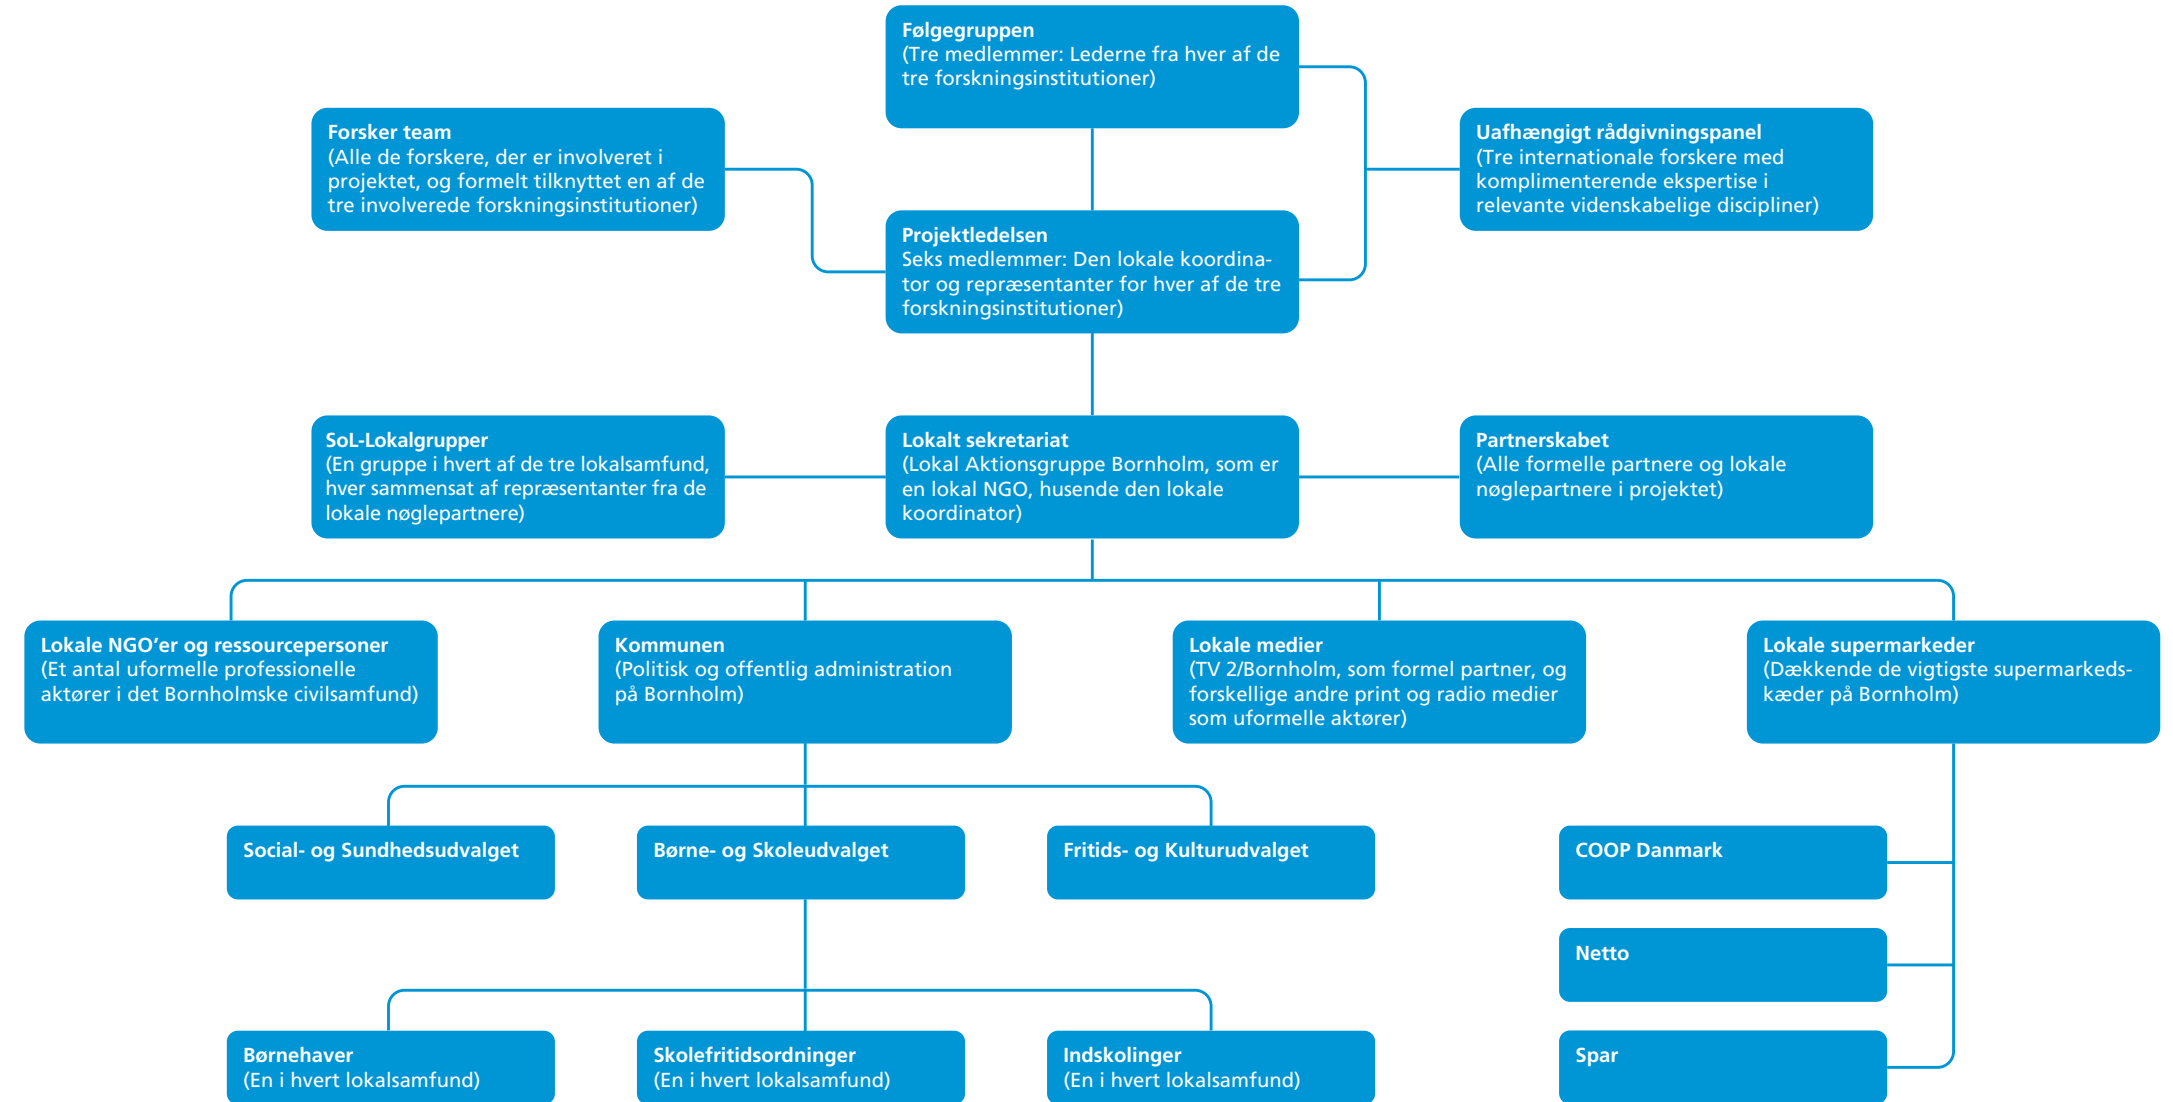 Følgegruppen
(Tre medlemmer: Lederne fra hver af de
tre forskningsinstitutioner)
Forsker team
(Alle de forskere, der er involveret i
projektet, og formelt tilknyttet en af de
tre involverede forskningsinstitutioner)
Uafhængigt rådgivningspanel
(Tre internationale forskere med
komplimenterende ekspertise i
relevante videnskabelige discipliner)
Projektledelsen
Seks medlemmer: Den lokale koordina-
tor og repræsentanter for hver af de tre
forskningsinstitutioner)
SoL-Lokalgrupper
(En gruppe i hvert af de tre lokalsamfund,
hver sammensat af repræsentanter fra de
lokale nøglepartnere)
Lokalt sekretariat
(Lokal Aktionsgruppe Bornholm, som er
en lokal NGO, husende den lokale
koordinator)
Partnerskabet
(Alle formelle partnere og lokale
nøglepartnere i projektet)
Lokale NGO’er og ressourcepersoner
(Et antal uformelle professionelle
aktører i det Bornholmske civilsamfund)
Kommunen
(Politisk og offentlig administration
på Bornholm)
Lokale medier
(TV 2/Bornholm, som formel partner, og
forskellige andre print og radio medier
som uformelle aktører)
Lokale supermarkeder
(Dækkende de vigtigste supermarkeds-
kæder på Bornholm)
Social- og Sundhedsudvalget
Børne- og Skoleudvalget
Fritids- og Kulturudvalget
COOP Danmark
Netto
Børnehaver
(En i hvert lokalsamfund)
Skolefritidsordninger
(En i hvert lokalsamfund)
Indskolinger
(En i hvert lokalsamfund)
Spar